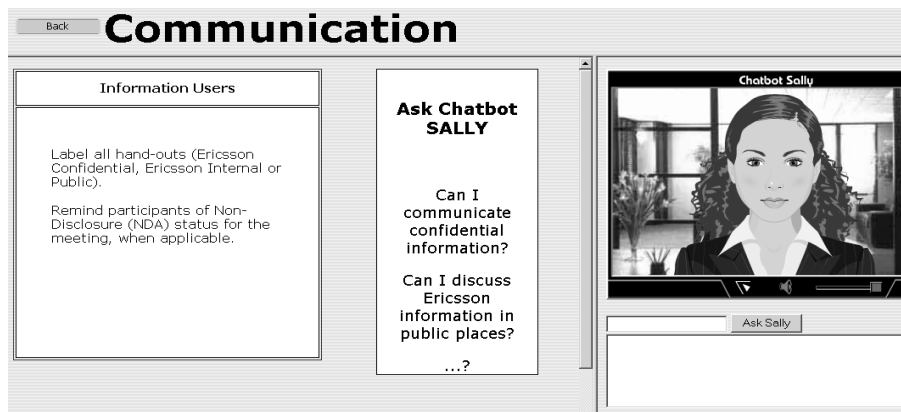 Back
Communication
Information Users
Label all hand-outs (Ericsson
Confidential, Ericsson Internal or
Public).
Remind participants of Non-
Disclosure (NDA) status for the
meeting, when applicable.
Ask Chatbot
SALLY
Can I
communicate
confidential
information?
Can I discuss
Ericsson
information in
public places?
...?
Chatbot Sally
Ask Sally